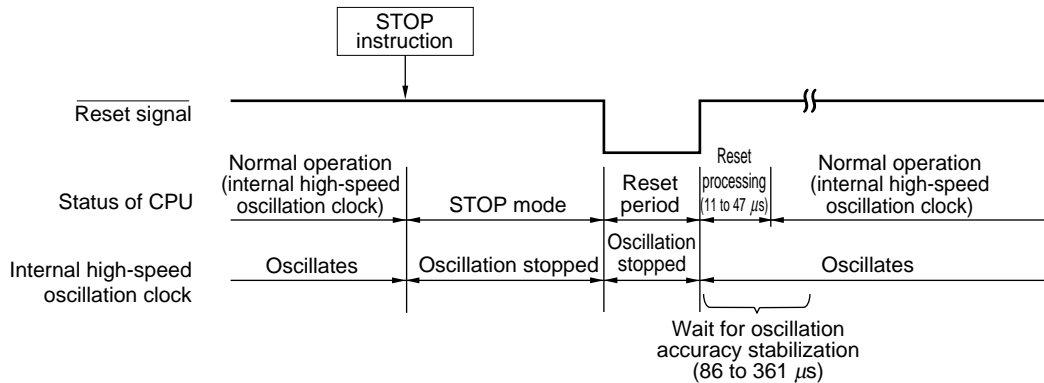 STOP
instruction
Reset signal
Normal operation
(internal high-speed
oscillation clock)
Status of CPU
STOP mode
Reset
period
Reset
processing
(11 to 47 μs)
Normal operation
(internal high-speed
oscillation clock)
Internal high-speed
oscillation clock
Oscillates
Oscillation stopped
Oscillation
stopped
Oscillates
Wait for oscillation
accuracy stabilization
(86 to 361 μs)